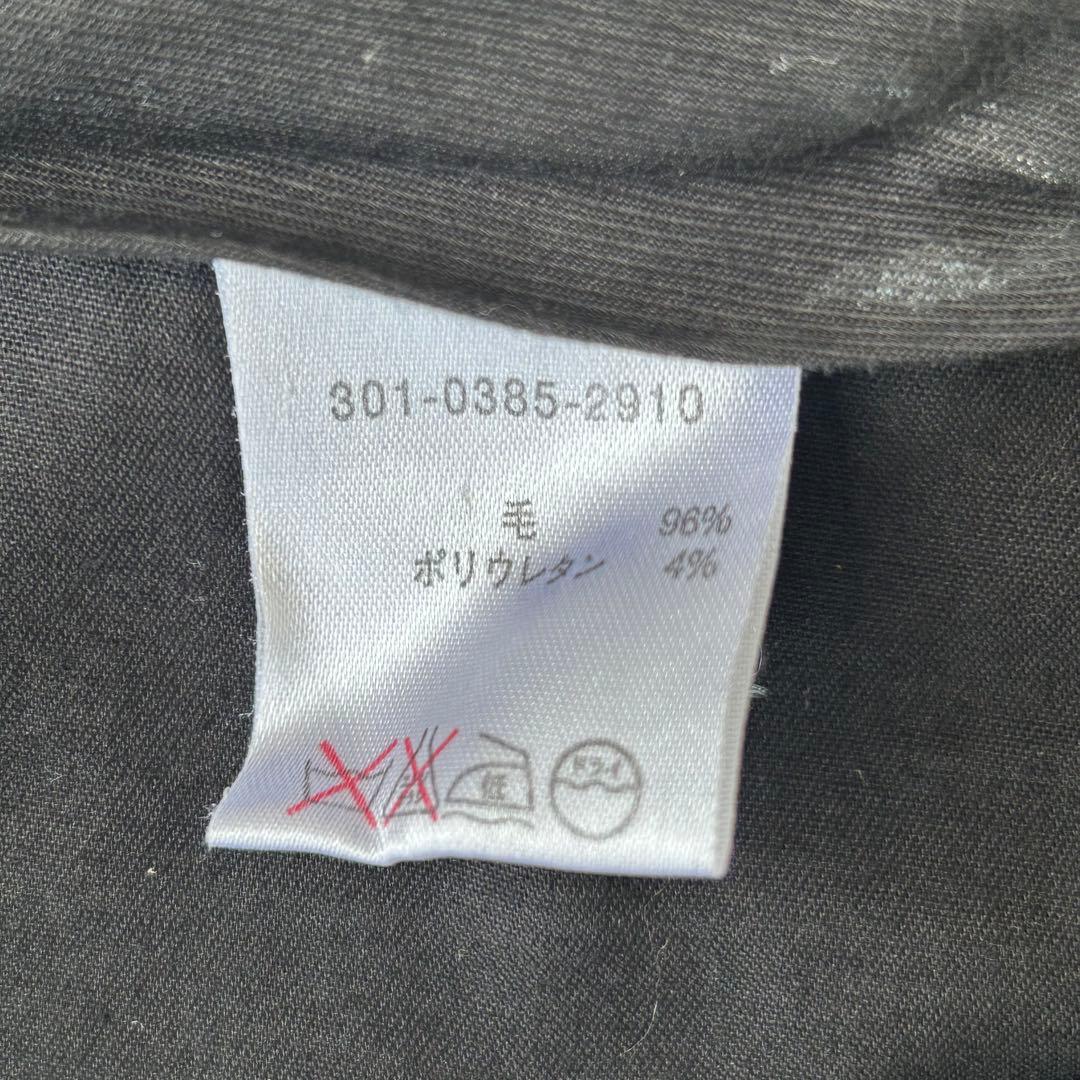 301-0385-2910
毛 96%
ポリウレタン 4%
低 ドライ